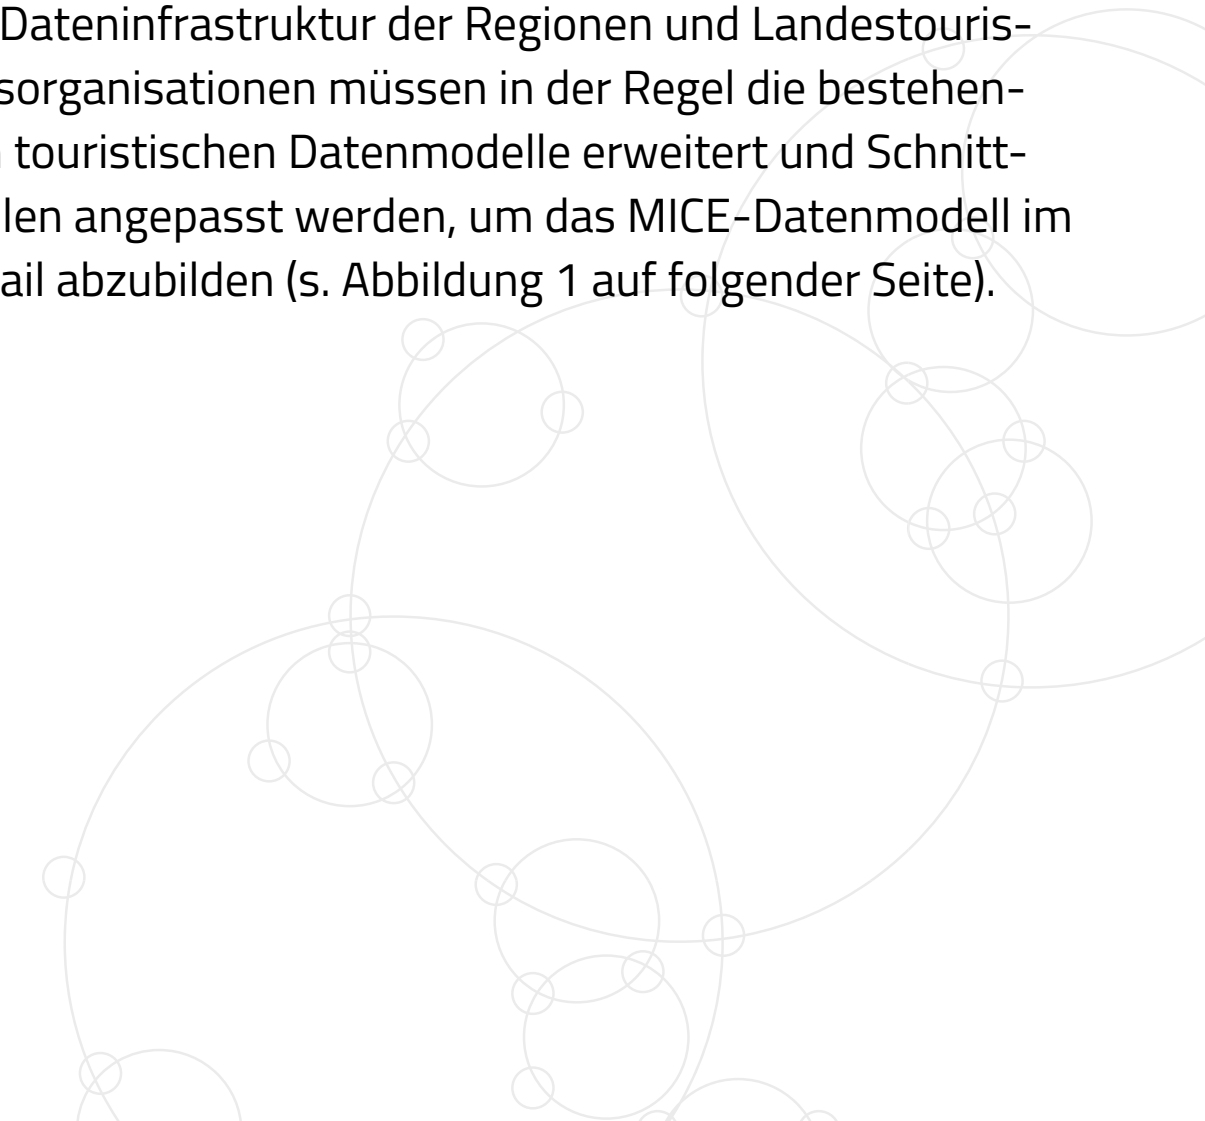 Dateninfrastruktur der Regionen und Landestouris-
sorganisationen müssen in der Regel die bestehen-
touristischen Datenmodelle erweitert und Schnitt-
len angepasst werden, um das MICE-Datenmodell im
ail abzubilden (s. Abbildung 1 auf folgender Seite).